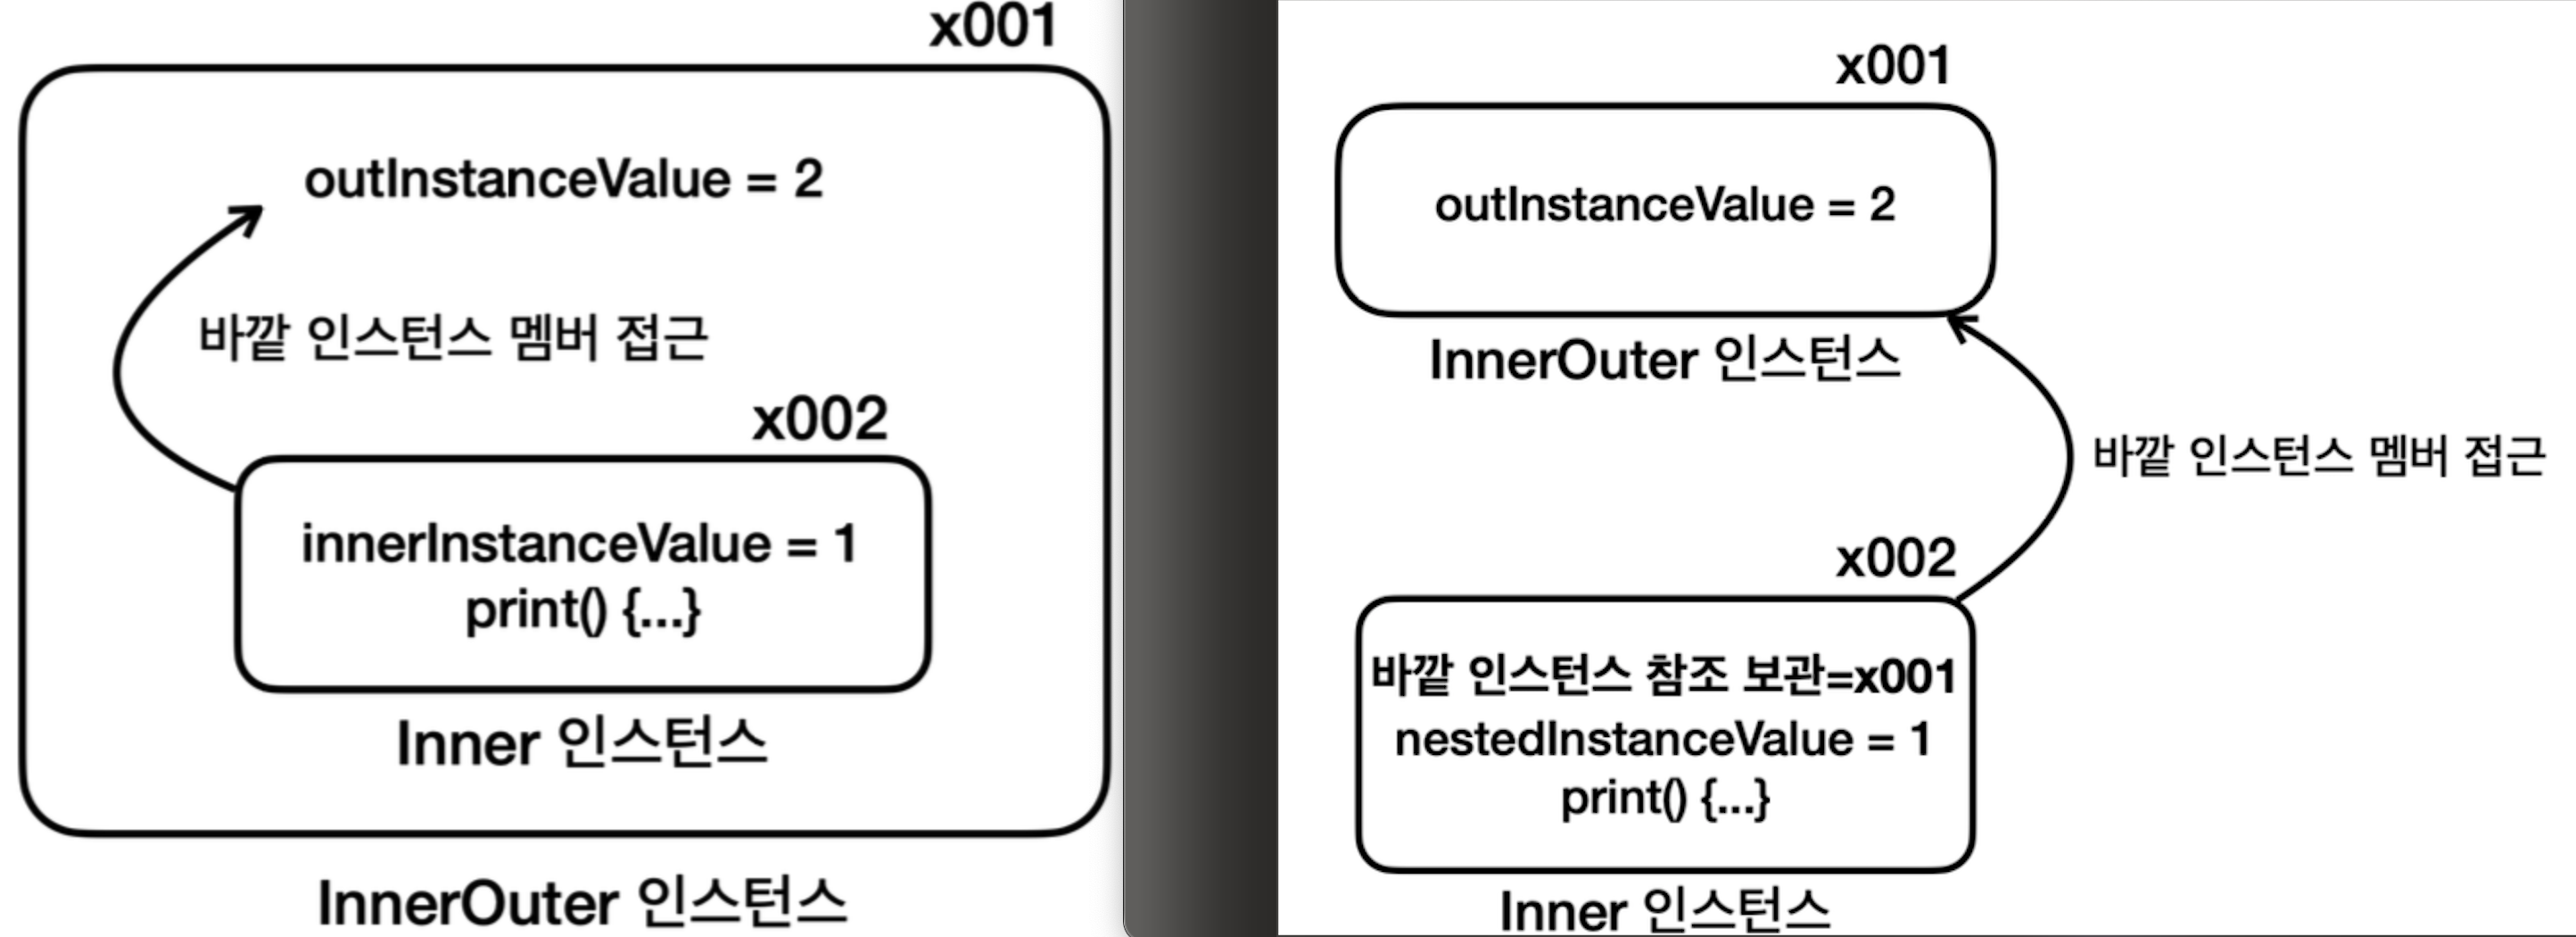 x001
outInstanceValue = 2
바깥 인스턴스 멤버 접근
x002
innerInstanceValue = 1
print() {...}
Inner 인스턴스
InnerOuter 인스턴스
x001
outInstanceValue = 2
InnerOuter 인스턴스
바깥 인스턴스 멤버 접근
x002
바깥 인스턴스 참조 보관=x001
nestedInstanceValue = 1
print() {...}
Inner 인스턴스